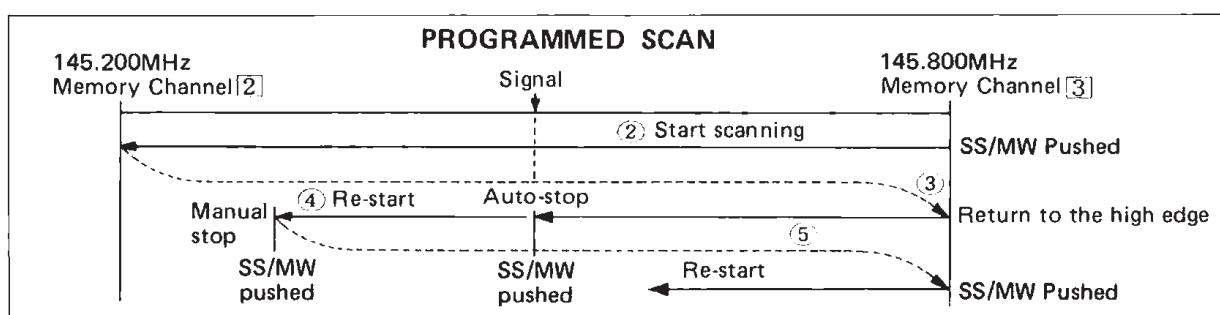 PROGRAMMED SCAN
145.200MHz
Memory Channel 2
Signal
145.800MHz
Memory Channel 3
② Start scanning
SS/MW Pushed
③
④ Re-start
Auto-stop
Manual
stop
Return to the high edge
⑤
SS/MW
pushed
SS/MW
pushed
Re-start
SS/MW Pushed